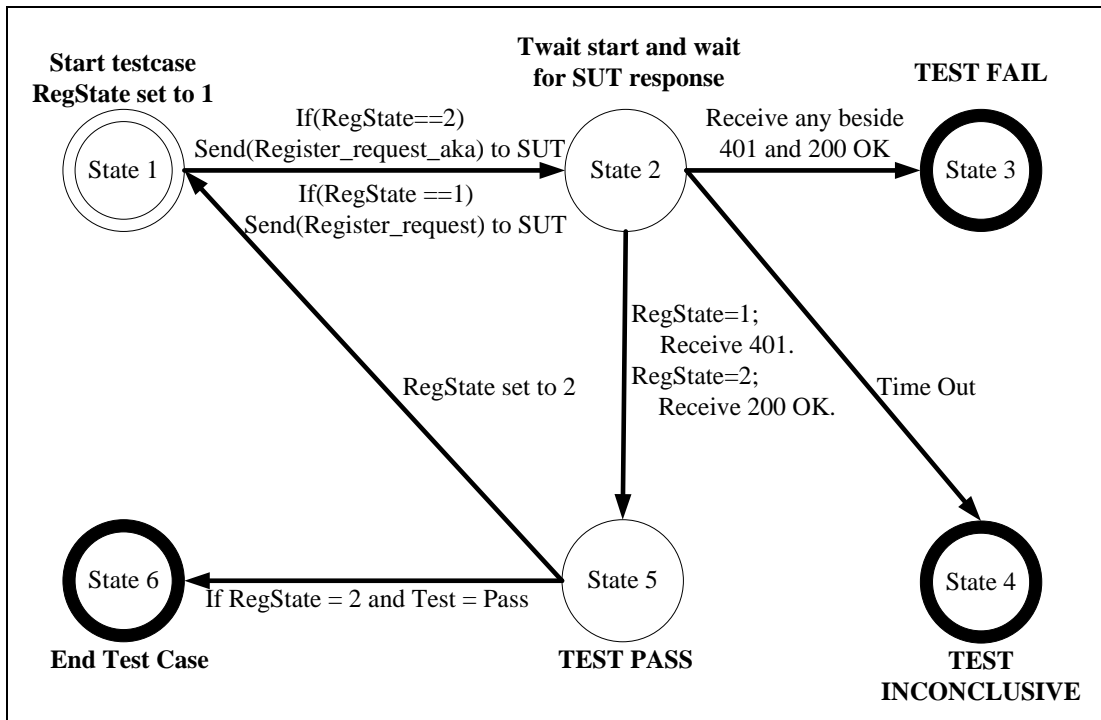 Start testcase
RegState set to 1
Twait start and wait
for SUT response
TEST FAIL
State 1
If(RegState==2)
Send(Register_request_aka) to SUT
If(RegState ==1)
Send(Register_request) to SUT
State 2
Receive any beside
401 and 200 OK
State 3
RegState=1;
Receive 401.
RegState=2;
Receive 200 OK.
RegState set to 2
Time Out
State 6
If RegState = 2 and Test = Pass
State 5
State 4
End Test Case
TEST PASS
TEST
INCONCLUSIVE